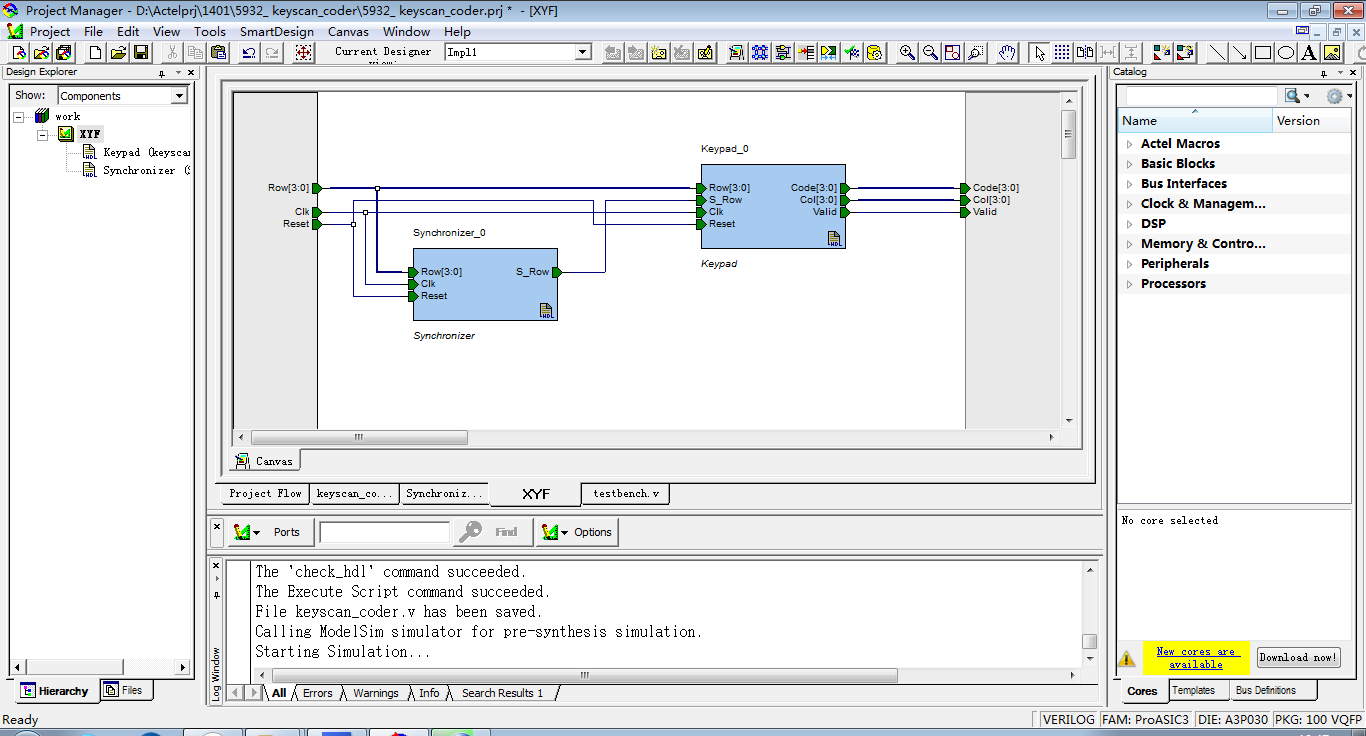 Project Manager - D:\Actelprj\1401\5932_ keyscan_coder\5932_ keyscan_coder.prj * - [XYF]
Project File Edit View Tools SmartDesign Canvas Window Help
Current Designer
Impl1
Design Explorer
Show: Components
work
XYF
Keypad (keyscan
Synchronizer (S
Hierarchy
Files
Keypad_0
Row[3:0]
S_Row
Clk
Reset
Code[3:0]
Col[3:0]
Valid
Keypad
Row[3:0]
Clk
Reset
Synchronizer_0
Row[3:0]
Clk
Reset
S_Row
Synchronizer
Code[3:0]
Col[3:0]
Valid
Canvas
Project Flow
keyscan_co...
Synchroniz...
XYF
testbench.v
Ports
Find
Options
The 'check_hdl' command succeeded.
The Execute Script command succeeded.
File keyscan_coder.v has been saved.
Calling ModelSim simulator for pre-synthesis simulation.
Starting Simulation...
Log Window
All Errors Warnings Info Search Results 1
Catalog
Name Version
Actel Macros
Basic Blocks
Bus Interfaces
Clock & Managem...
DSP
Memory & Contro...
Peripherals
Processors
No core selected
New cores are
available
Download now!
Cores Templates Bus Definitions
Ready
VERILOG FAM: ProASIC3 DIE: A3P030 PKG: 100 VQFP